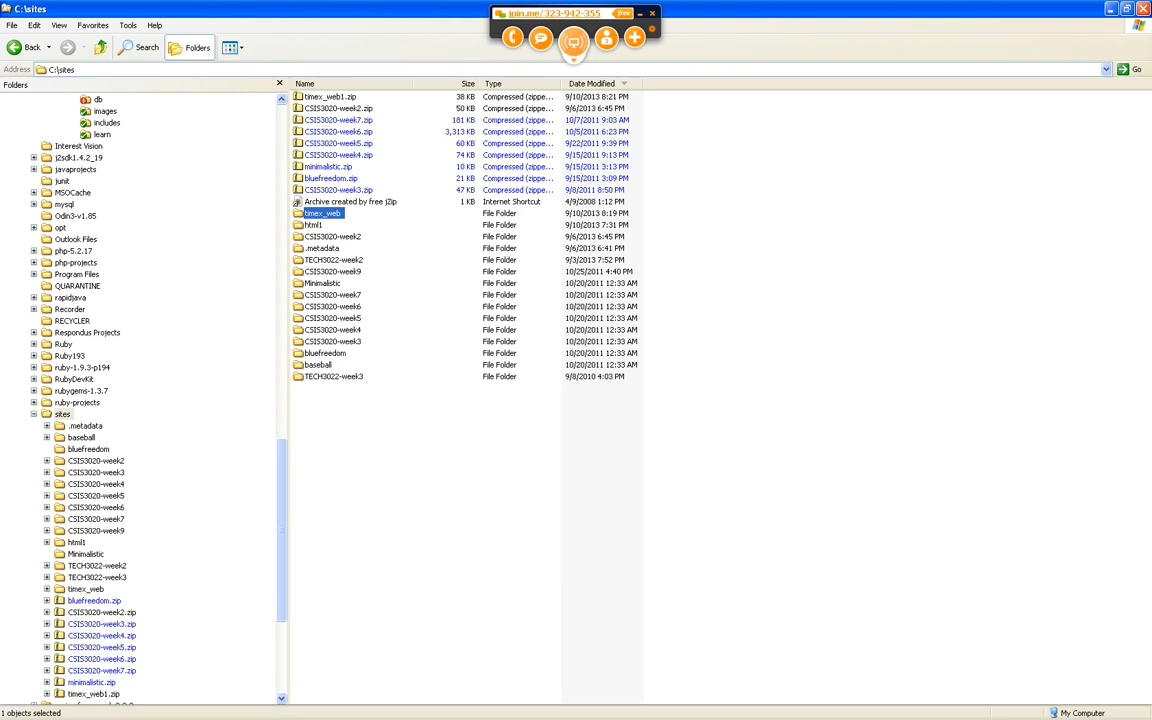 C:\sites
join.me/323-942-355 free
File Edit View Favorites Tools Help
Back Search Folders
Address C:\sites Go
Folders
db
images
includes
learn
Interest Vision
j2sdk1.4.2_19
javaprojects
junit
MSOCache
mysql
Odin3-v1.85
opt
Outlook Files
php-5.2.17
php-projects
Program Files
QUARANTINE
rapidjava
Recorder
RECYCLER
Respondus Projects
Ruby
Ruby193
ruby-1.9.3-p194
RubyDevKit
rubygems-1.3.7
ruby-projects
sites
.metadata
baseball
bluefreedom
CSIS3020-week2
CSIS3020-week3
CSIS3020-week4
CSIS3020-week5
CSIS3020-week6
CSIS3020-week7
CSIS3020-week9
html1
Minimalistic
TECH3022-week2
TECH3022-week3
timex_web
bluefreedom.zip
CSIS3020-week2.zip
CSIS3020-week3.zip
CSIS3020-week4.zip
CSIS3020-week5.zip
CSIS3020-week6.zip
CSIS3020-week7.zip
minimalistic.zip
timex_web1.zip
Name Size Type Date Modified
timex_web1.zip 38 KB Compressed (zippe... 9/10/2013 8:21 PM
CSIS3020-week2.zip 50 KB Compressed (zippe... 9/6/2013 6:45 PM
CSIS3020-week7.zip 181 KB Compressed (zippe... 10/7/2011 9:03 AM
CSIS3020-week6.zip 3,313 KB Compressed (zippe... 10/5/2011 6:23 PM
CSIS3020-week5.zip 60 KB Compressed (zippe... 9/22/2011 9:39 PM
CSIS3020-week4.zip 74 KB Compressed (zippe... 9/15/2011 9:13 PM
minimalistic.zip 10 KB Compressed (zippe... 9/15/2011 3:13 PM
bluefreedom.zip 21 KB Compressed (zippe... 9/15/2011 3:09 PM
CSIS3020-week3.zip 47 KB Compressed (zippe... 9/8/2011 8:50 PM
Archive created by free jZip 1 KB Internet Shortcut 4/9/2008 1:12 PM
timex_web File Folder 9/10/2013 8:19 PM
html1 File Folder 9/10/2013 7:31 PM
CSIS3020-week2 File Folder 9/6/2013 6:45 PM
.metadata File Folder 9/6/2013 6:41 PM
TECH3022-week2 File Folder 9/3/2013 7:52 PM
CSIS3020-week9 File Folder 10/25/2011 4:40 PM
Minimalistic File Folder 10/20/2011 12:33 AM
CSIS3020-week7 File Folder 10/20/2011 12:33 AM
CSIS3020-week6 File Folder 10/20/2011 12:33 AM
CSIS3020-week5 File Folder 10/20/2011 12:33 AM
CSIS3020-week4 File Folder 10/20/2011 12:33 AM
CSIS3020-week3 File Folder 10/20/2011 12:33 AM
bluefreedom File Folder 10/20/2011 12:33 AM
baseball File Folder 10/20/2011 12:33 AM
TECH3022-week3 File Folder 9/8/2010 4:03 PM
1 objects selected My Computer